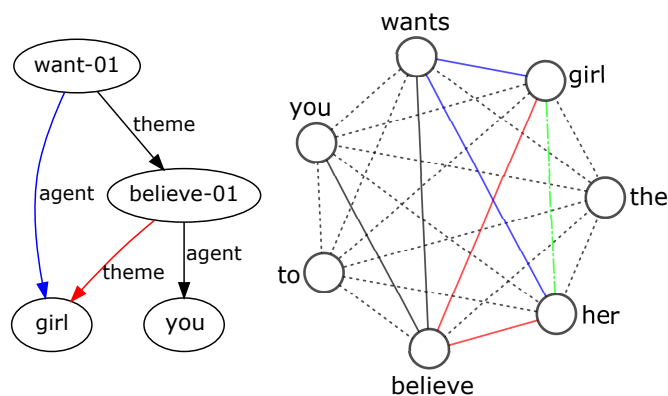 want-01
theme
agent
believe-01
theme
agent
girl
you
wants
girl
you
the
to
her
believe